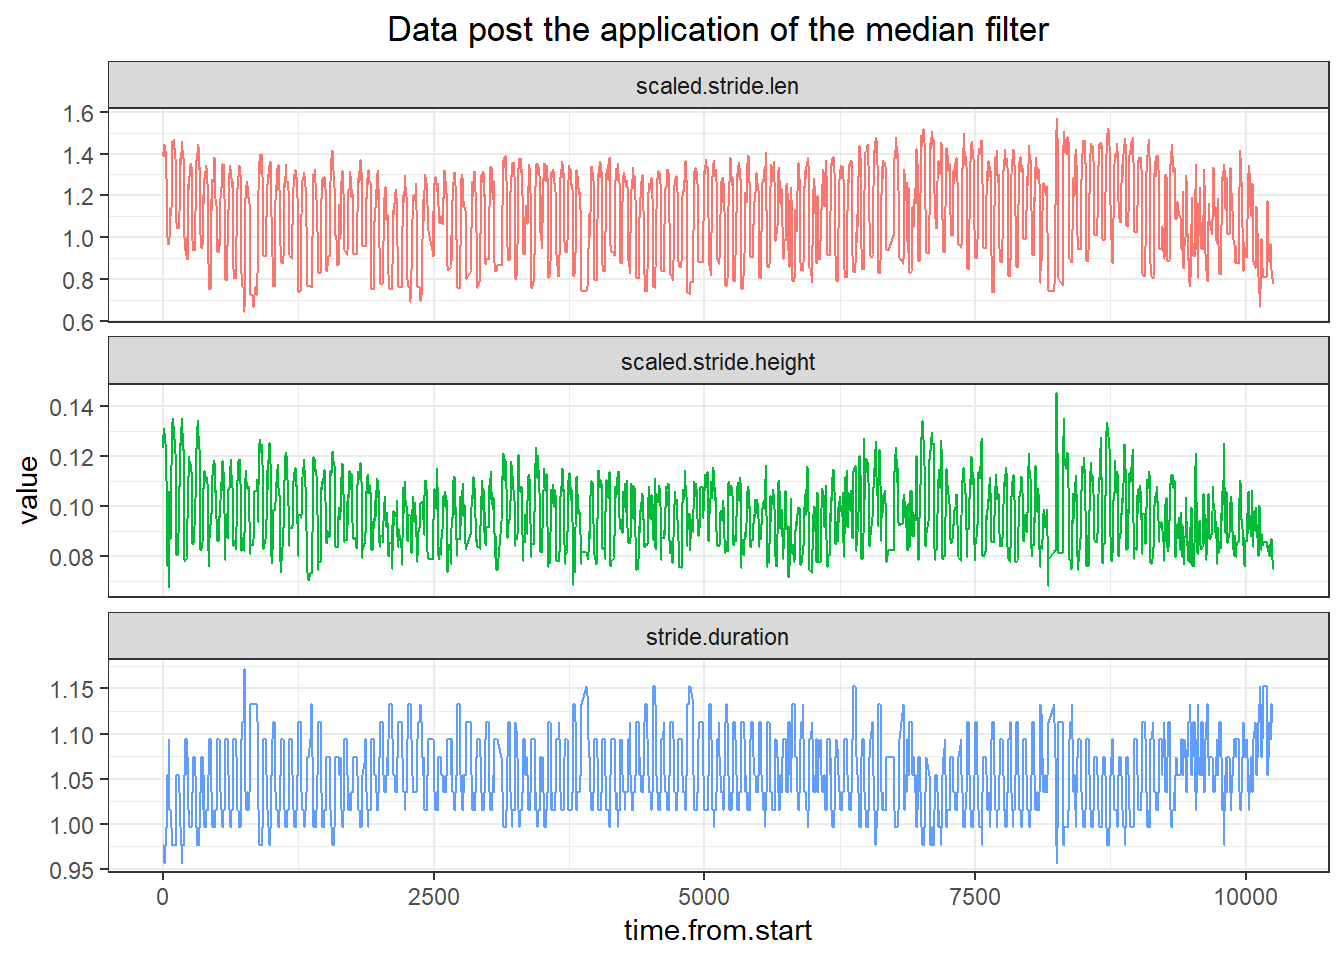 Data post the application of the median filter
scaled.stride.len
1.6
1.4
1.2
1.0
0.8
0.6
scaled.stride.height
0.14
0.12
0.10
0.08
value
stride.duration
1.15
1.10
1.05
1.00
0.95
0 2500 5000 7500 10000
time.from.start